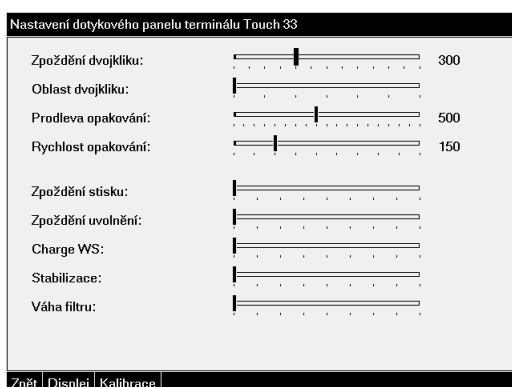 Nastavení dotykového panelu terminálu Touch 33
Zpoždění dvojkliku: 300
Oblast dvojkliku:
Prodleva opakování: 500
Rychlost opakování: 150
Zpoždění stisku:
Zpoždění uvolnění:
Charge WS:
Stabilizace:
Váha filtru:
Zpět Displej Kalibrace